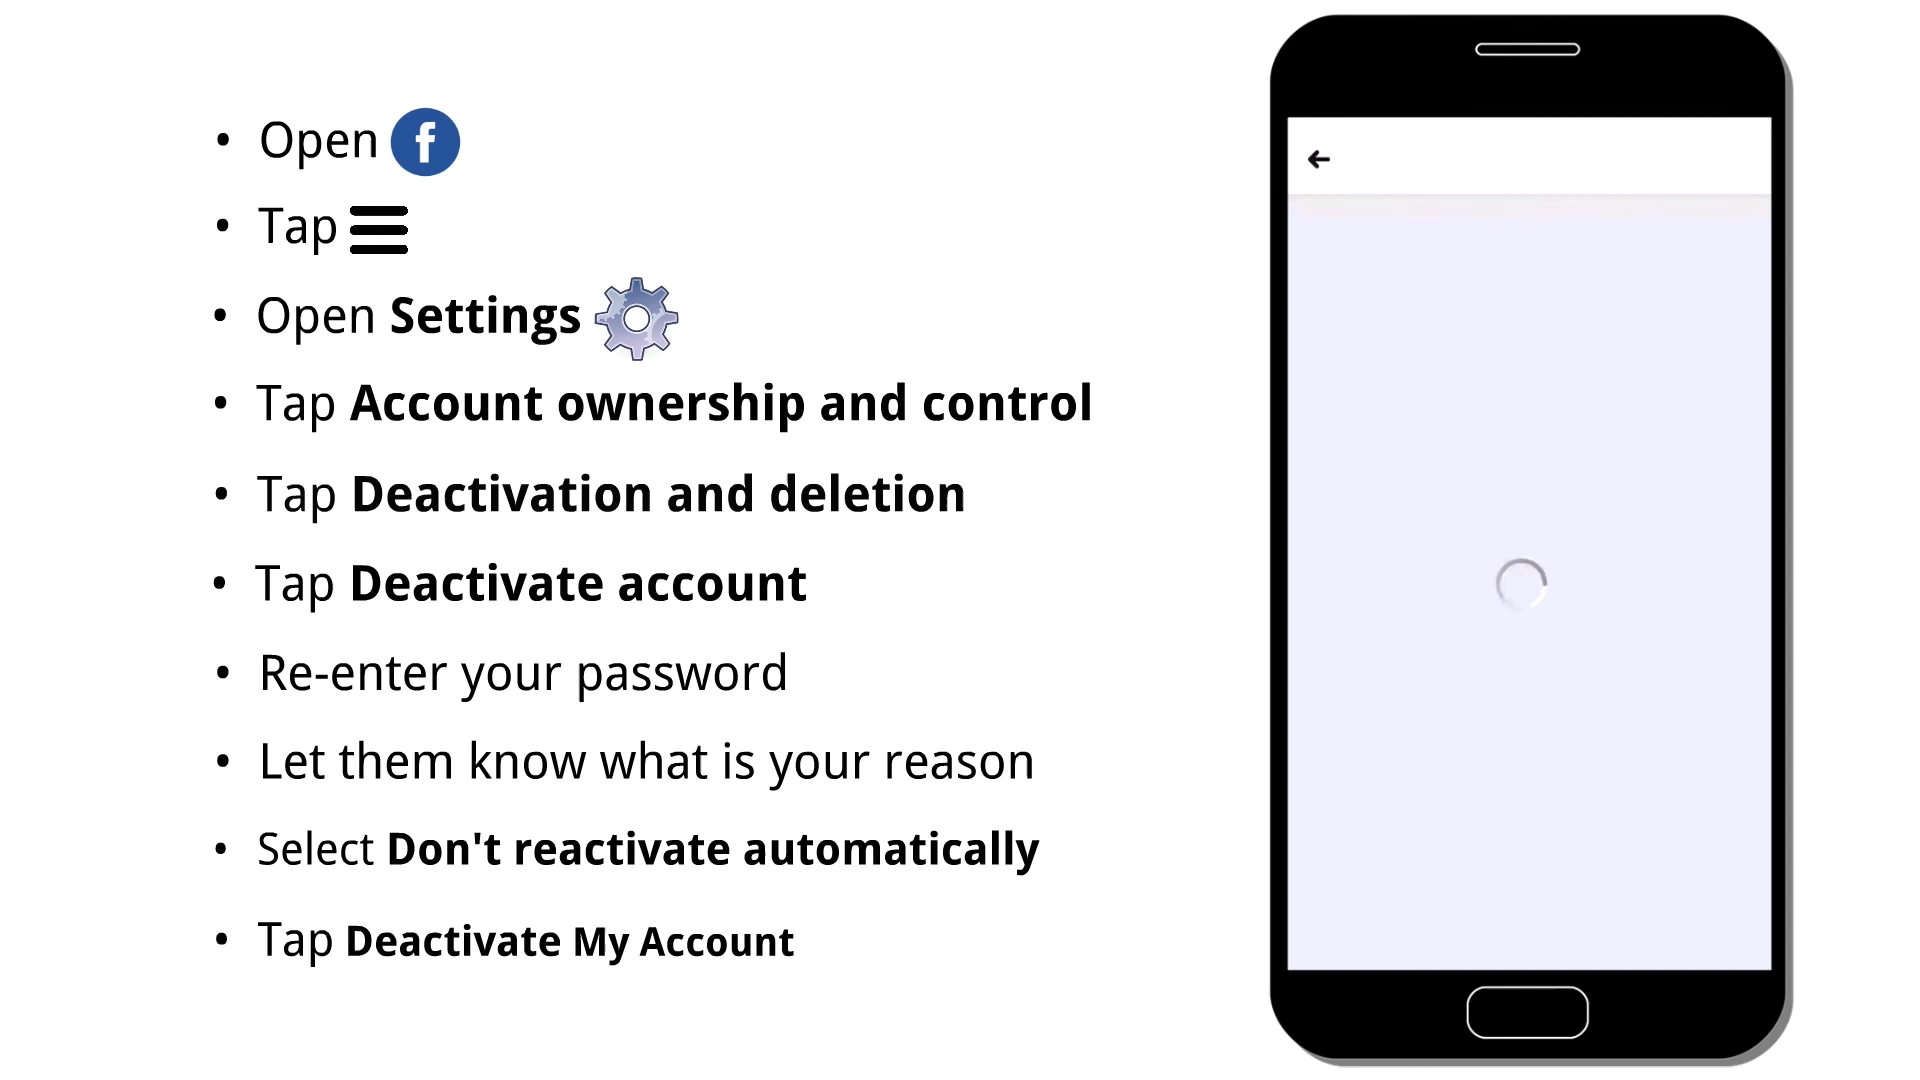 • Open f
• Tap
• Open Settings
• Tap Account ownership and control
• Tap Deactivation and deletion
• Tap Deactivate account
• Re-enter your password
• Let them know what is your reason
• Select Don't reactivate automatically
• Tap Deactivate My Account